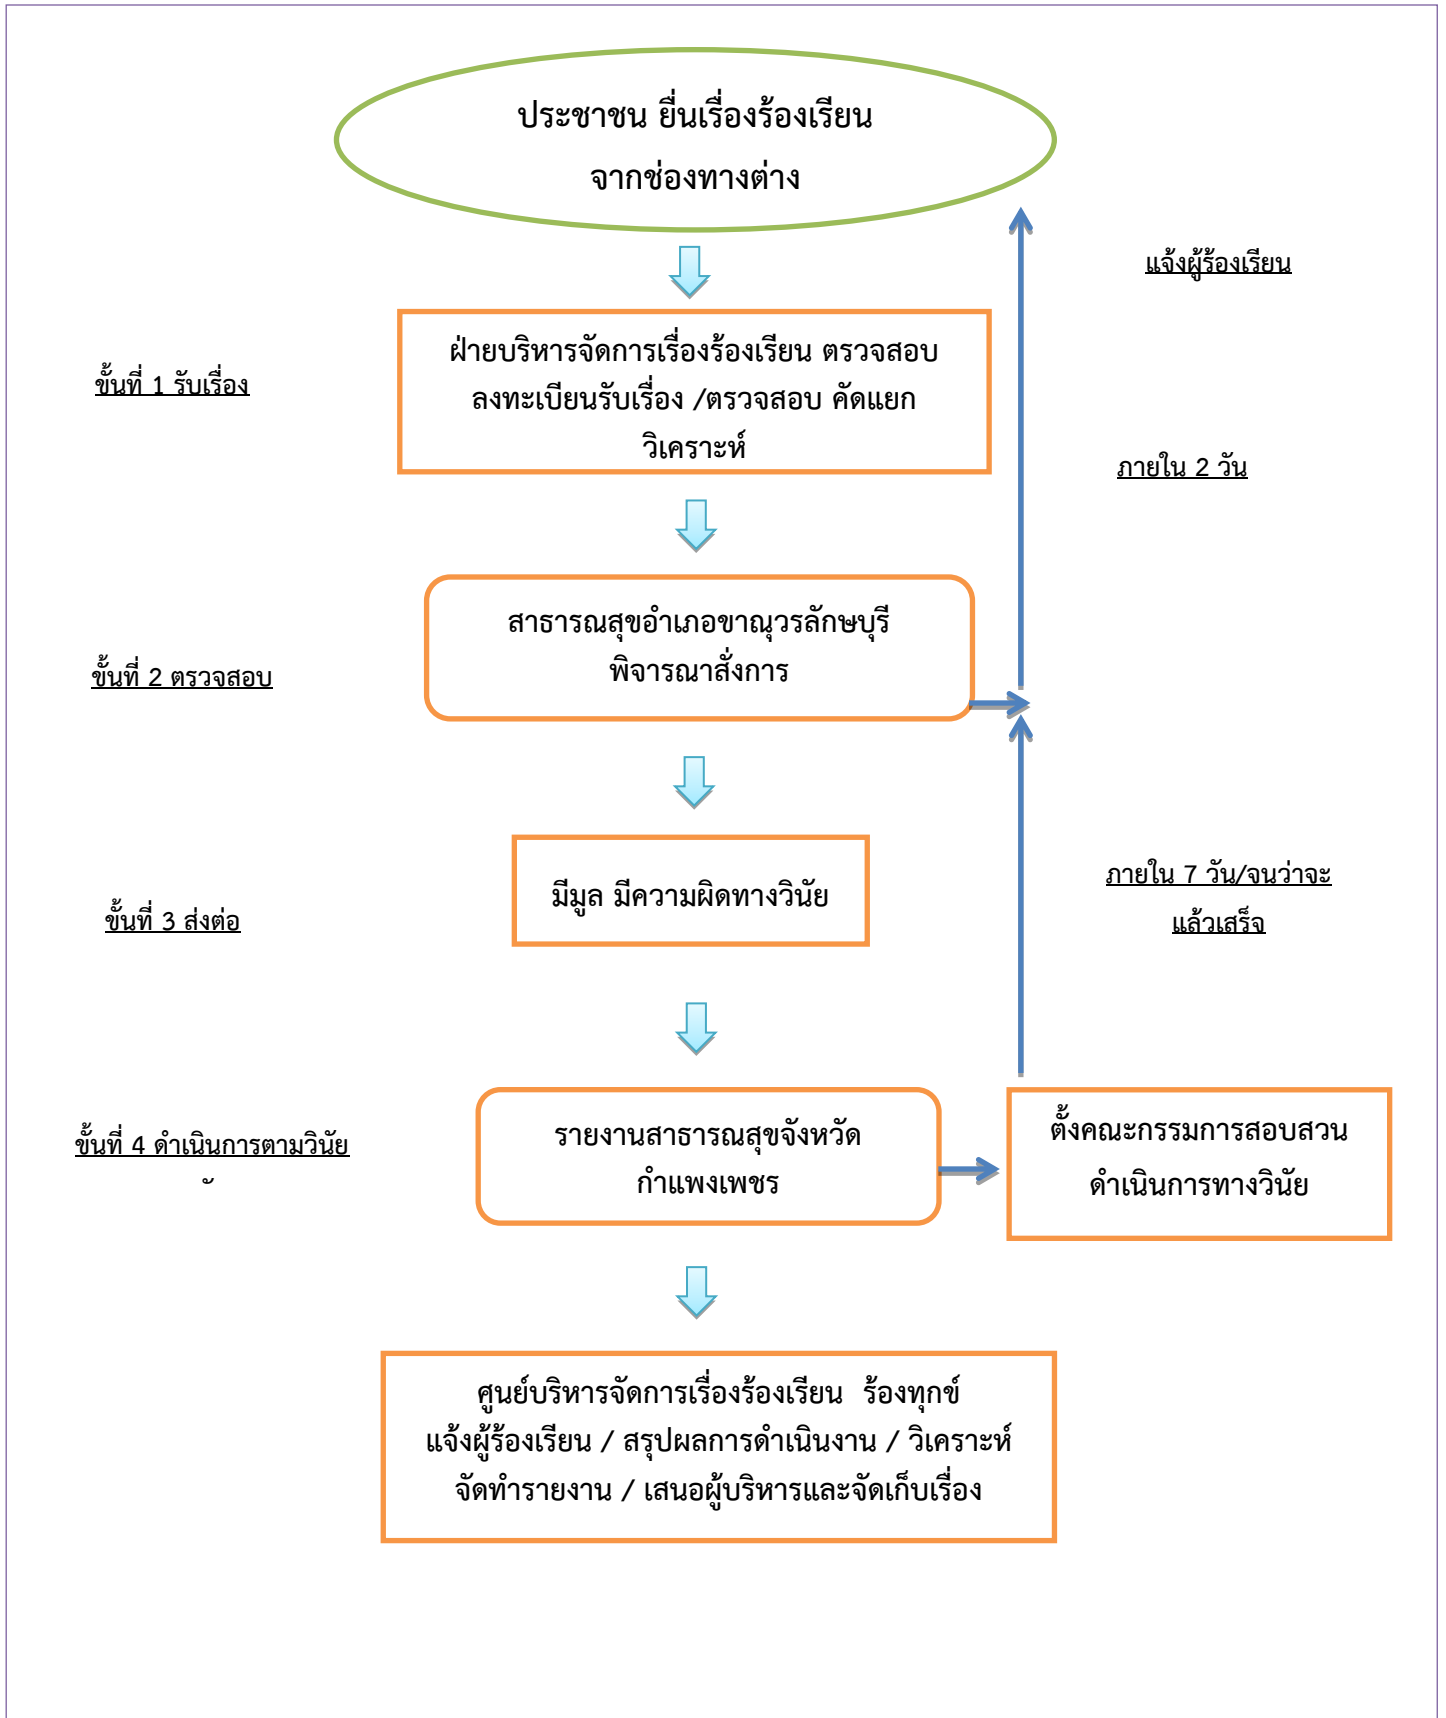 ประชาชน ยื่นเรื่องร้องเรียน
จากช่องทางต่าง
แจ้งผู้ร้องเรียน
ขั้นที่ 1 รับเรื่อง
ฝ่ายบริหารจัดการเรื่องร้องเรียน ตรวจสอบ
ลงทะเบียนรับเรื่อง /ตรวจสอบ คัดแยก
วิเคราะห์
ภายใน 2 วัน
ขั้นที่ 2 ตรวจสอบ
สาธารณสุขอำเภอขาณุวรลักษบุรี
พิจารณาสั่งการ
ขั้นที่ 3 ส่งต่อ
มีมูล มีความผิดทางวินัย
ภายใน 7 วัน/จนว่าจะ
แล้วเสร็จ
ขั้นที่ 4 ดำเนินการตามวินัย
รายงานสาธารณสุขจังหวัด
กำแพงเพชร
ตั้งคณะกรรมการสอบสวน
ดำเนินการทางวินัย
ศูนย์บริหารจัดการเรื่องร้องเรียน  ร้องทุกข์
แจ้งผู้ร้องเรียน / สรุปผลการดำเนินงาน / วิเคราะห์
จัดทำรายงาน / เสนอผู้บริหารและจัดเก็บเรื่อง